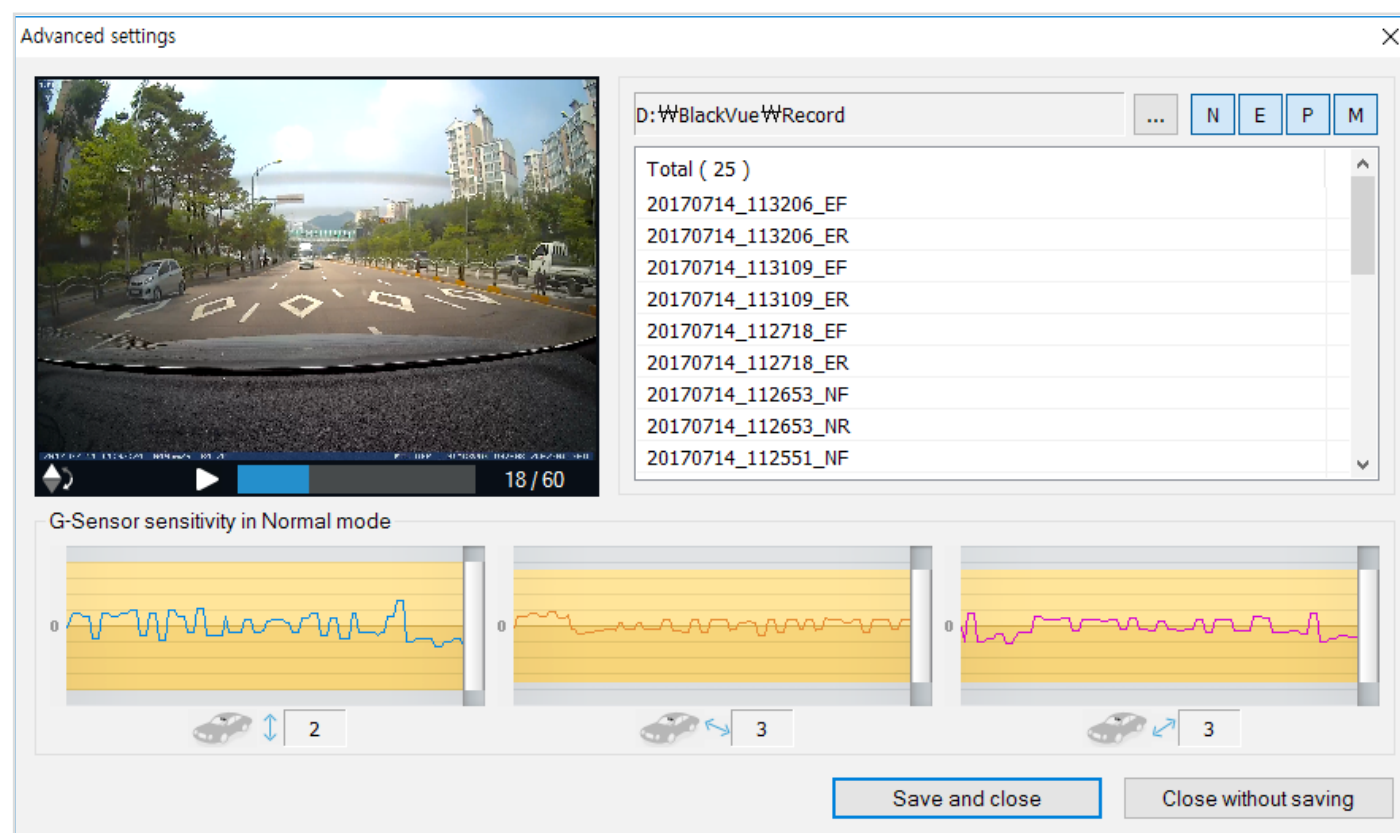 Advanced settings
D:₩BlackVue₩Record
...
N E P M
Total ( 25 )
20170714_113206_EF
20170714_113206_ER
20170714_113109_EF
20170714_113109_ER
20170714_112718_EF
20170714_112718_ER
20170714_112653_NF
20170714_112653_NR
20170714_112551_NF
18 / 60
G-Sensor sensitivity in Normal mode
0 0 0
2 3 3
Save and close
Close without saving